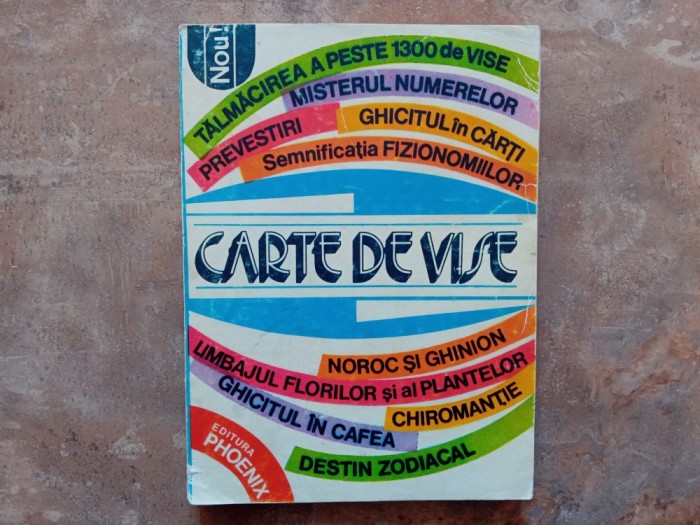 Nou!
TĂLMĂCIREA A PESTE 1300 de VISE
MISTERUL NUMERELOR
PREVESTIRI
GHICITUL în CĂRȚI
Semnificația FIZIONOMIILOR
CARTE DE VISE
NOROC ȘI GHINION
LIMBAJUL FLORILOR și al PLANTELOR
CHIROMANȚIE
GHICITUL ÎN CAFEA
DESTIN ZODIACAL
EDITURA
PHOENIX